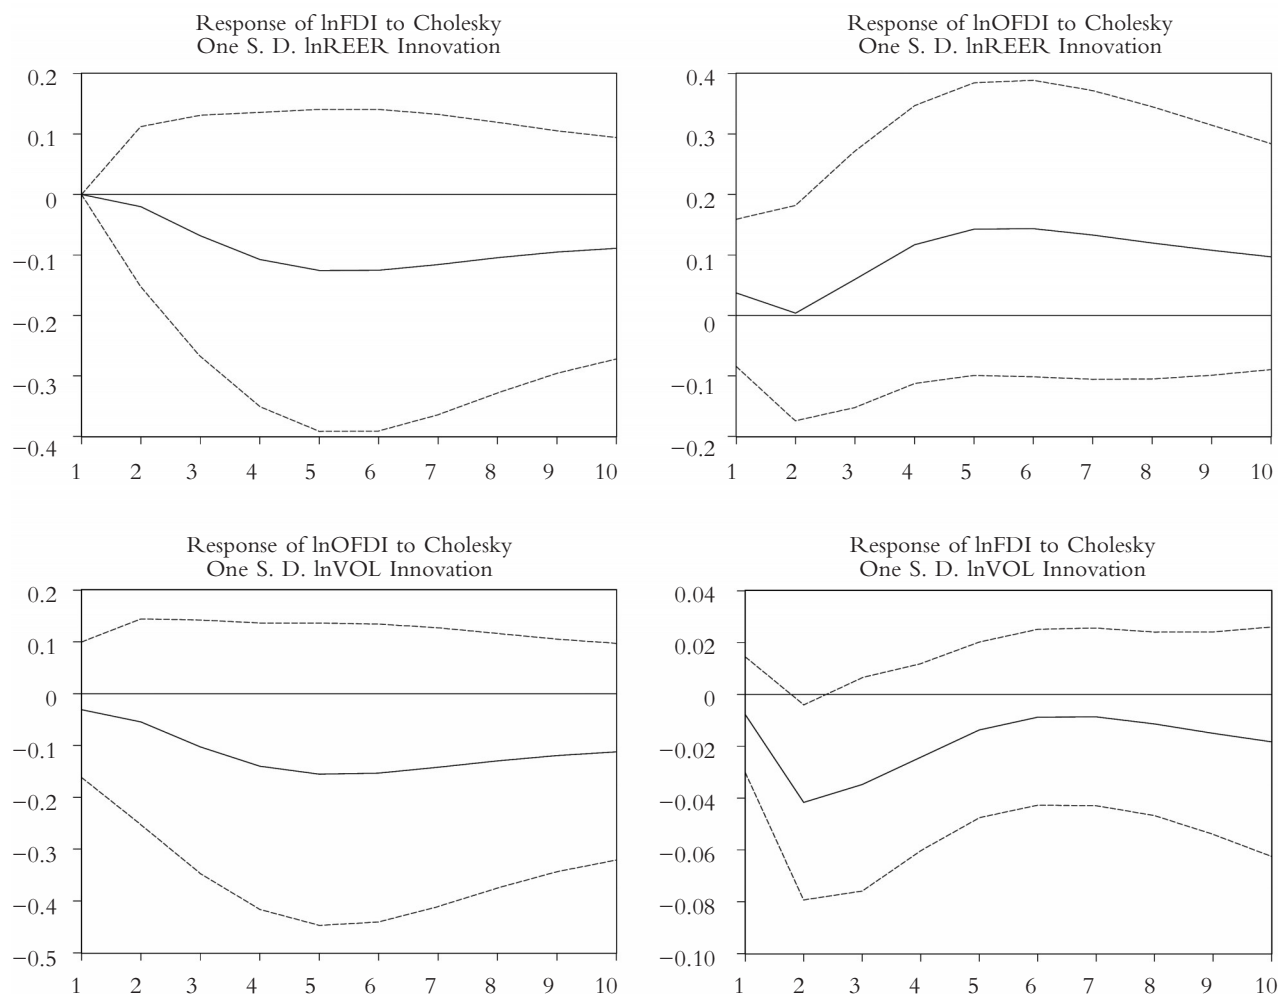 Response of lnFDI to Cholesky
One S. D. lnREER Innovation
0.2
0.1
0
−0.1
−0.2
−0.3
−0.4
1 2 3 4 5 6 7 8 9 10
Response of lnOFDI to Cholesky
One S. D. lnREER Innovation
0.4
0.3
0.2
0.1
0
−0.1
−0.2
1 2 3 4 5 6 7 8 9 10
Response of lnOFDI to Cholesky
One S. D. lnVOL Innovation
0.2
0.1
0
−0.1
−0.2
−0.3
−0.4
−0.5
1 2 3 4 5 6 7 8 9 10
Response of lnFDI to Cholesky
One S. D. lnVOL Innovation
0.04
0.02
0
−0.02
−0.04
−0.06
−0.08
−0.10
1 2 3 4 5 6 7 8 9 10